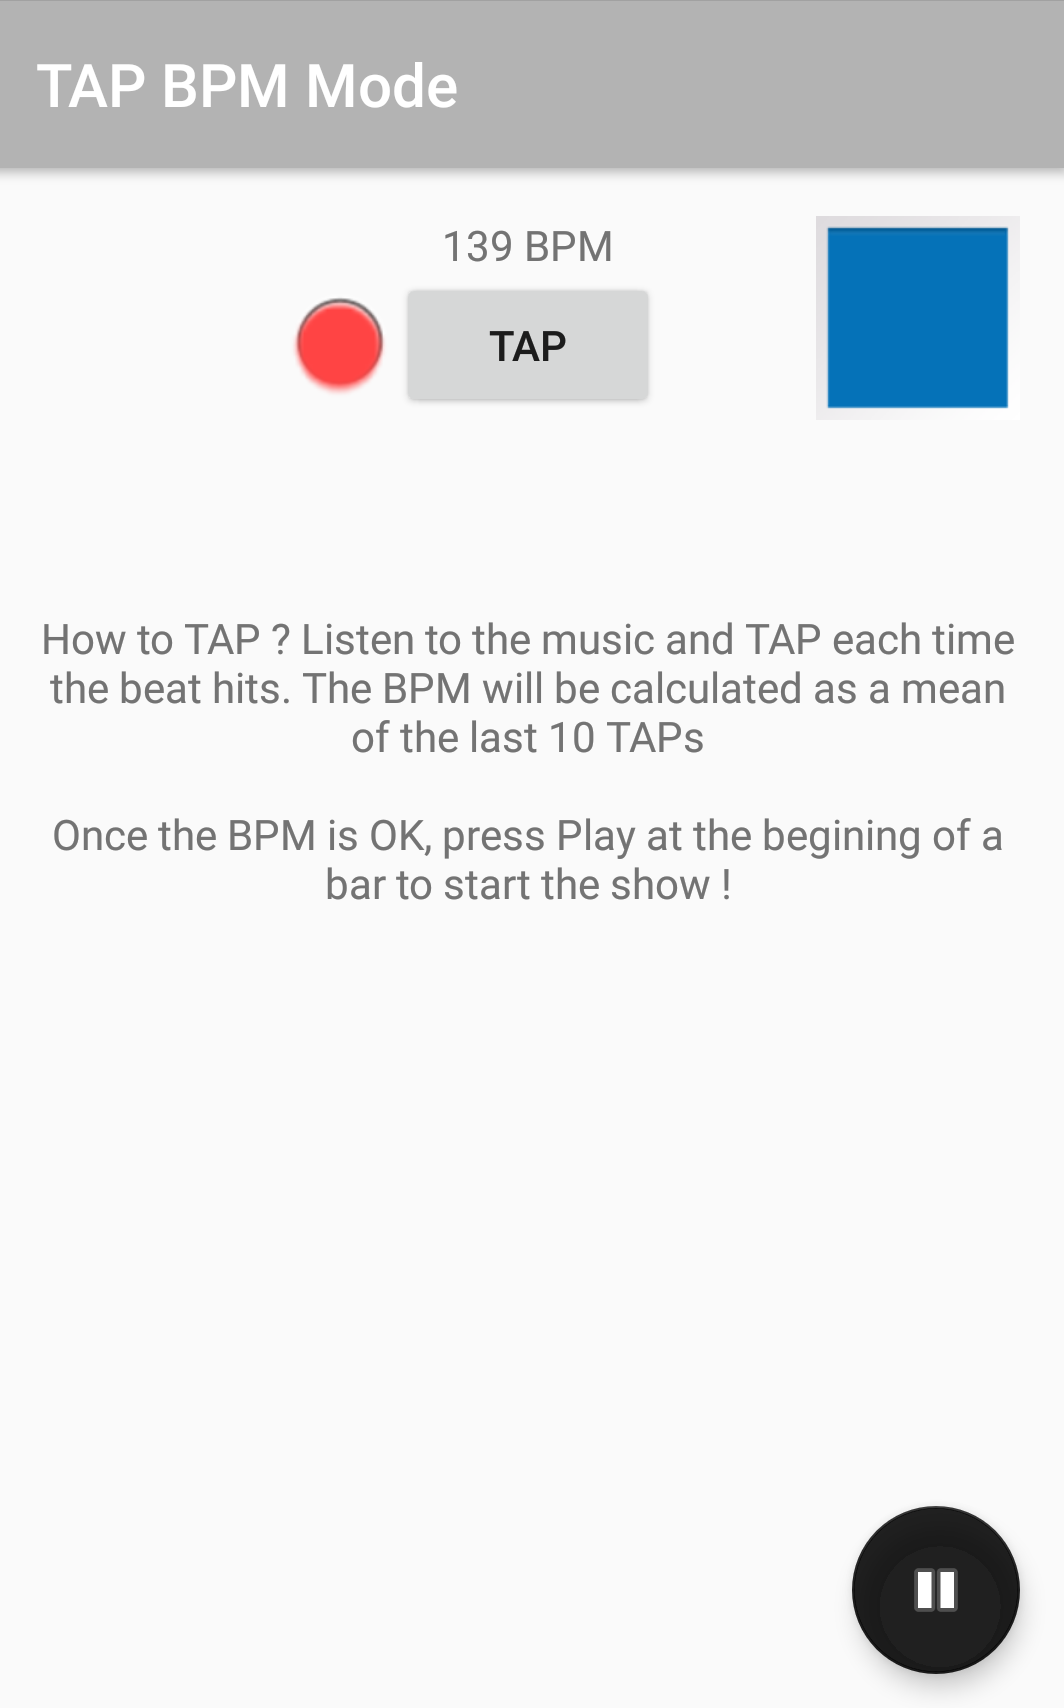 TAP BPM Mode
139 BPM
TAP
How to TAP ? Listen to the music and TAP each time
the beat hits. The BPM will be calculated as a mean
of the last 10 TAPs
Once the BPM is OK, press Play at the begining of a
bar to start the show !